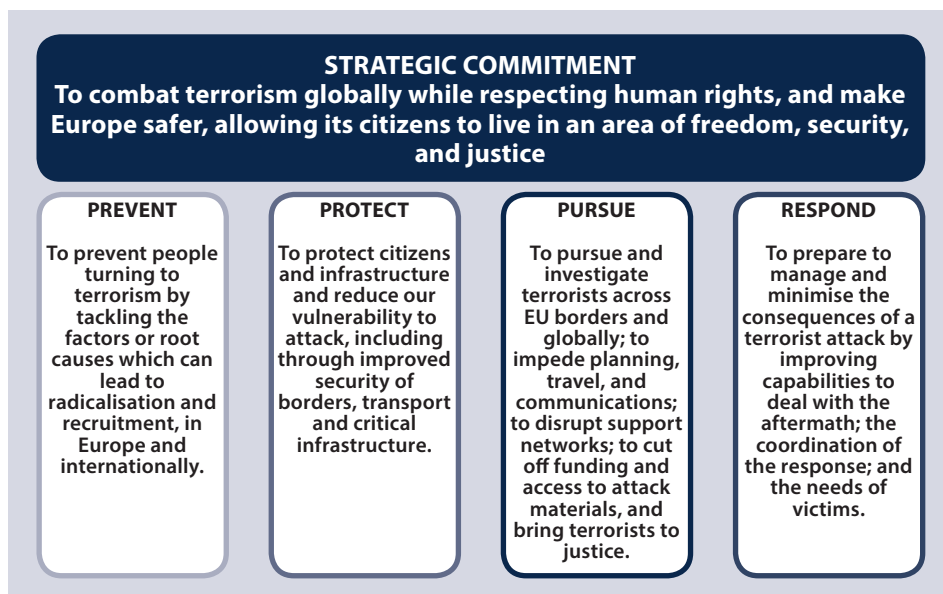 STRATEGIC COMMITMENT
To combat terrorism globally while respecting human rights, and make
Europe safer, allowing its citizens to live in an area of freedom, security,
and justice
PREVENT
To prevent people
turning to
terrorism by
tackling the
factors or root
causes which can
lead to
radicalisation and
recruitment, in
Europe and
internationally.
PROTECT
To protect citizens
and infrastructure
and reduce our
vulnerability to
attack, including
through improved
security of
borders, transport
and critical
infrastructure.
PURSUE
To pursue and
investigate
terrorists across
EU borders and
globally; to
impede planning,
travel, and
communications;
to disrupt support
networks; to cut
off funding and
access to attack
materials, and
bring terrorists to
justice.
RESPOND
To prepare to
manage and
minimise the
consequences of a
terrorist attack by
improving
capabilities to
deal with the
aftermath; the
coordination of
the response; and
the needs of
victims.